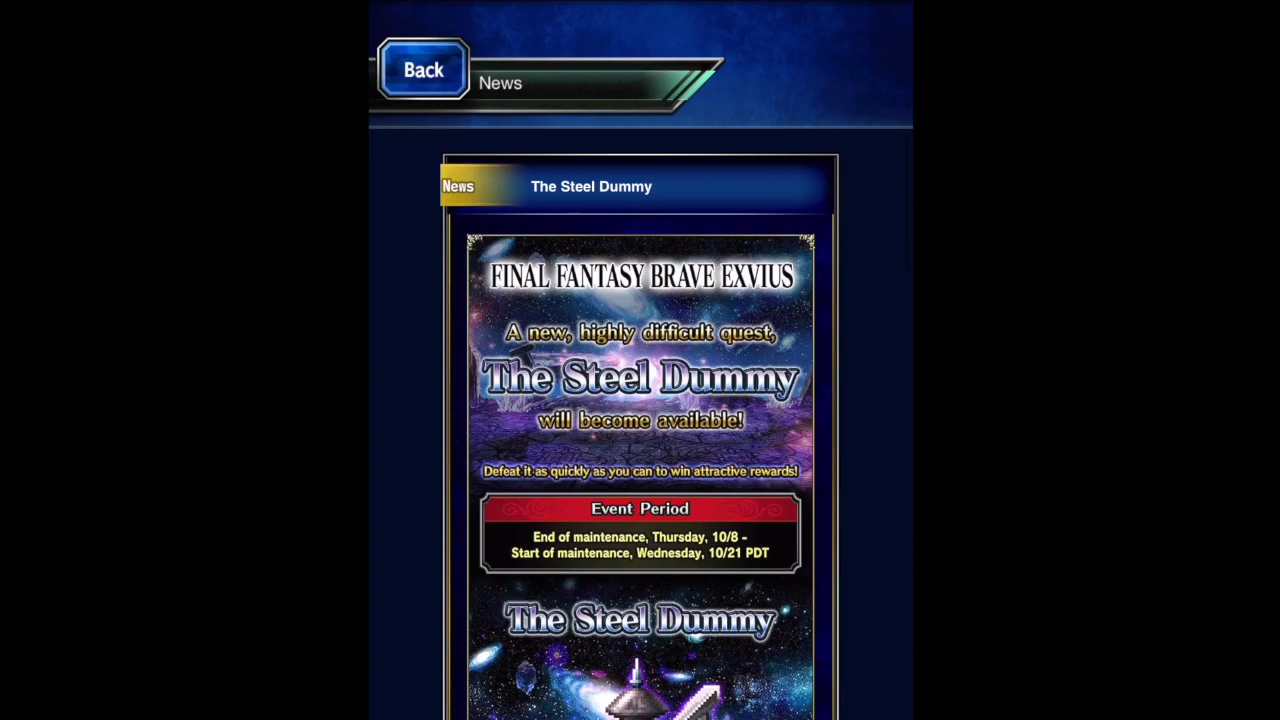 Back
News
News
The Steel Dummy
FINAL FANTASY BRAVE EXVIUS
A new, highly difficult quest,
The Steel Dummy
will become available!
Defeat it as quickly as you can to win attractive rewards!
Event Period
End of maintenance, Thursday, 10/8 -
Start of maintenance, Wednesday, 10/21 PDT
The Steel Dummy